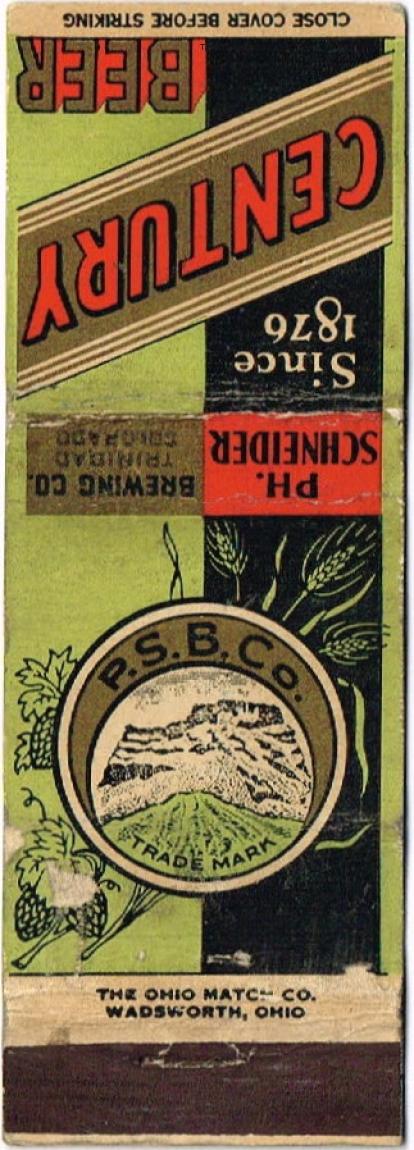 CLOSE COVER BEFORE STRIKING
CENTURY
BEER
Since
1876
PH.
SCHNEIDER
BREWING CO.
TRINIDAD
COLORADO
P.S.B.Co.
TRADE MARK
THE OHIO MATCH CO.
WADSWORTH, OHIO